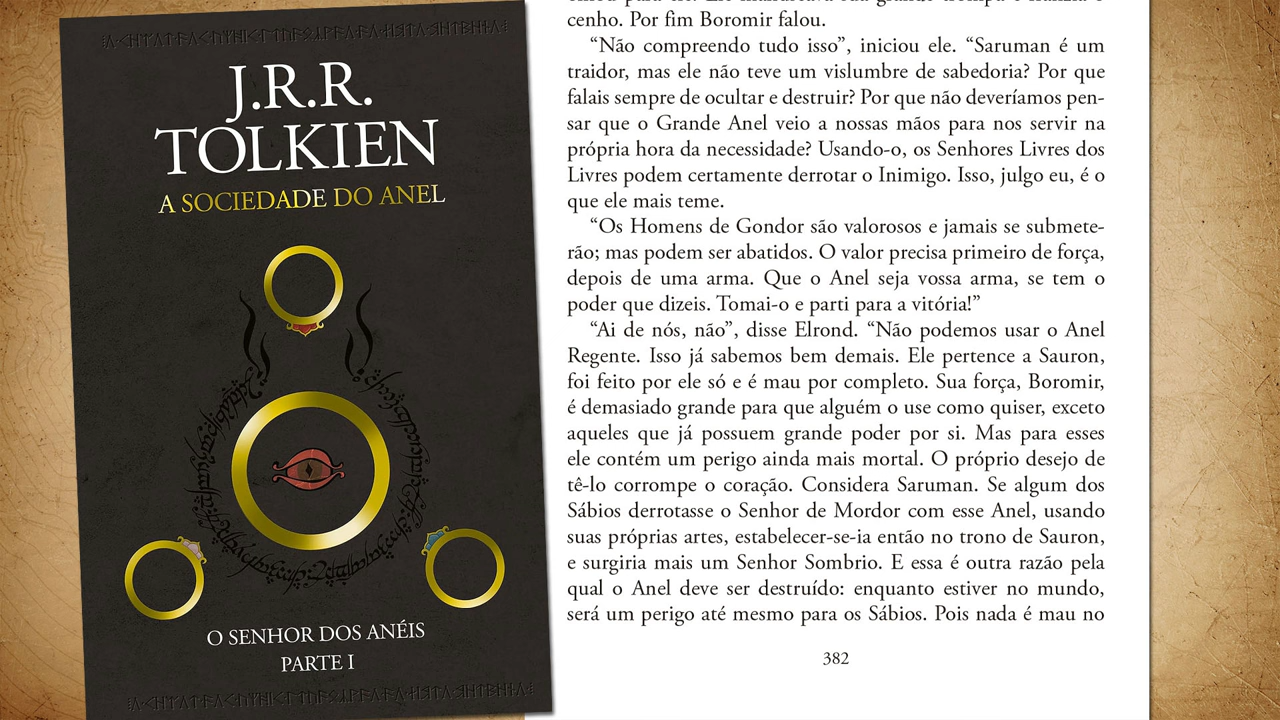 J.R.R.
TOLKIEN
A SOCIEDADE DO ANEL
O SENHOR DOS ANÉIS
PARTE I
cenho. Por fim Boromir falou.
“Não compreendo tudo isso”, iniciou ele. “Saruman é um
traidor, mas ele não teve um vislumbre de sabedoria? Por que
falais sempre de ocultar e destruir? Por que não deveríamos pen-
sar que o Grande Anel veio a nossas mãos para nos servir na
própria hora da necessidade? Usando-o, os Senhores Livres dos
Livres podem certamente derrotar o Inimigo. Isso, julgo eu, é o
que ele mais teme.
“Os Homens de Gondor são valorosos e jamais se submete-
rão; mas podem ser abatidos. O valor precisa primeiro de força,
depois de uma arma. Que o Anel seja vossa arma, se tem o
poder que dizeis. Tomai-o e parti para a vitória!”
“Ai de nós, não”, disse Elrond. “Não podemos usar o Anel
Regente. Isso já sabemos bem demais. Ele pertence a Sauron,
foi feito por ele só e é mau por completo. Sua força, Boromir,
é demasiado grande para que alguém o use como quiser, exceto
aqueles que já possuem grande poder por si. Mas para esses
ele contém um perigo ainda mais mortal. O próprio desejo de
tê-lo corrompe o coração. Considera Saruman. Se algum dos
Sábios derrotasse o Senhor de Mordor com esse Anel, usando
suas próprias artes, estabelecer-se-ia então no trono de Sauron,
e surgiria mais um Senhor Sombrio. E essa é outra razão pela
qual o Anel deve ser destruído: enquanto estiver no mundo,
será um perigo até mesmo para os Sábios. Pois nada é mau no
382